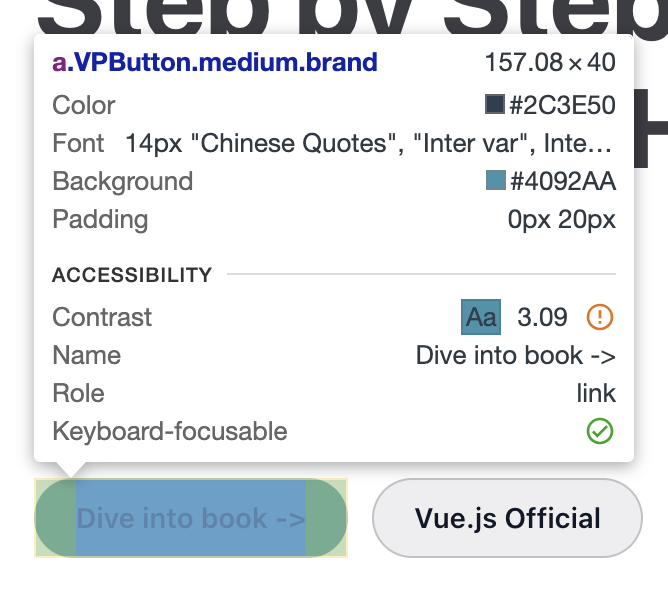 Step by Step
a.VPButton.medium.brand 157.08 × 40
Color #2C3E50
Font 14px "Chinese Quotes", "Inter var", Inte...
Background #4092AA
Padding 0px 20px
ACCESSIBILITY
Contrast Aa 3.09
Name Dive into book ->
Role link
Keyboard-focusable
Dive into book -> Vue.js Official